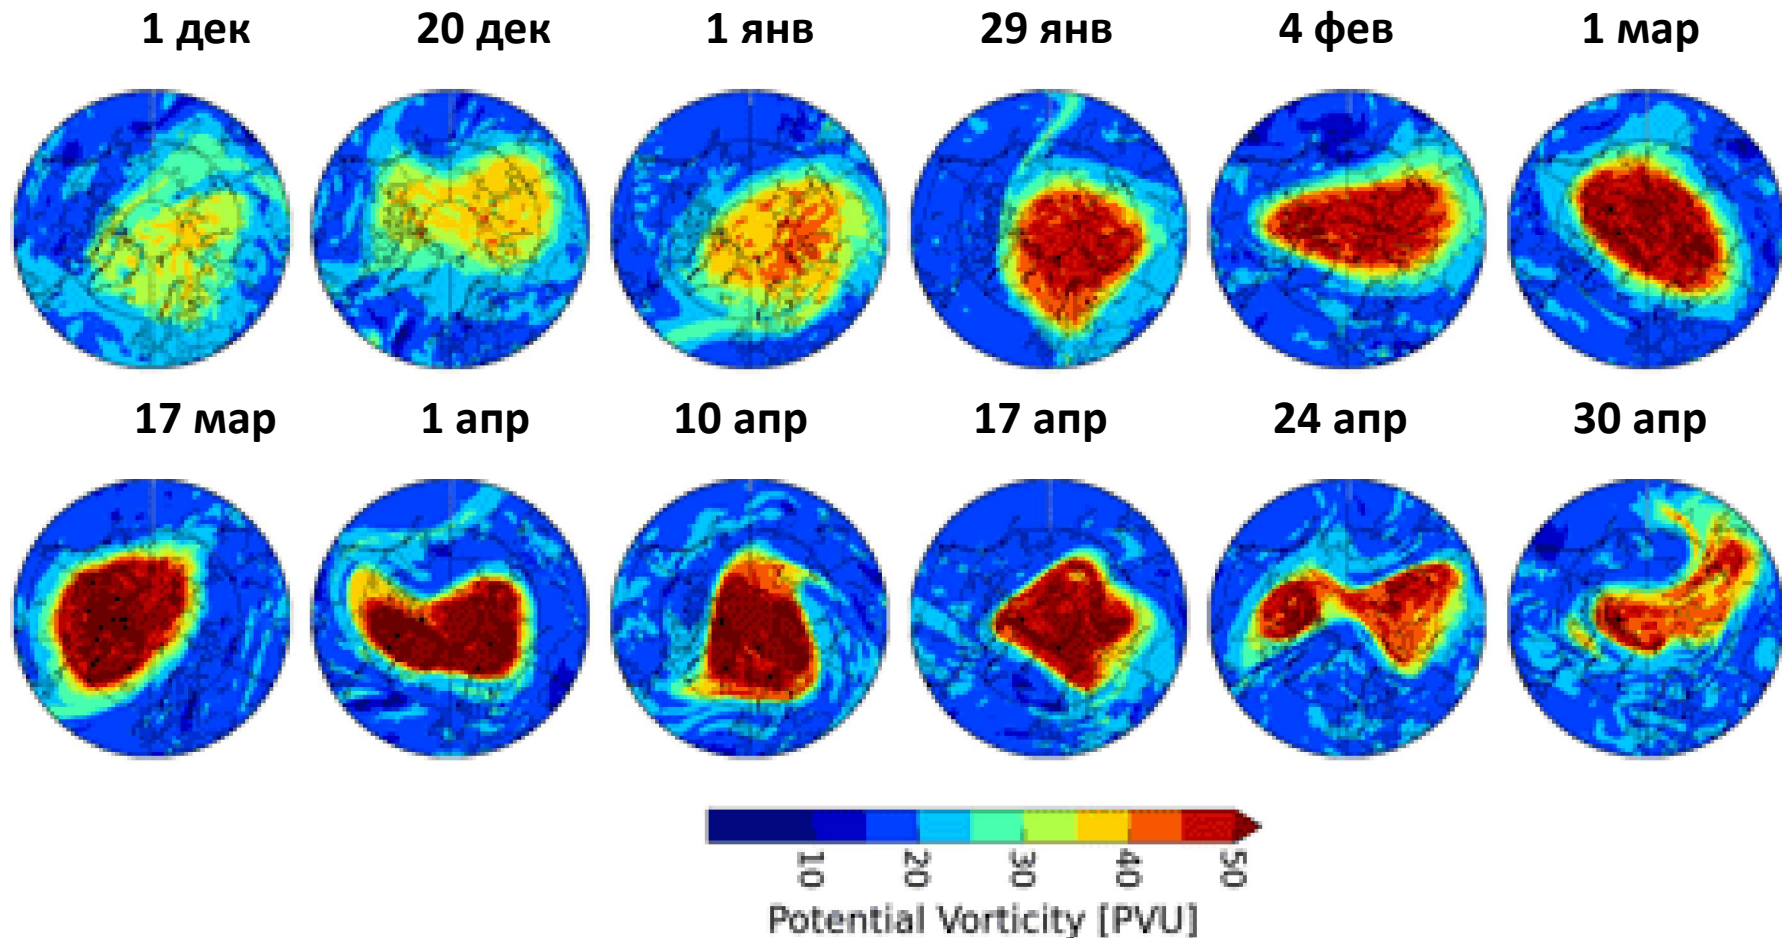 1 дек 20 дек 1 янв 29 янв 4 фев 1 мар
17 мар 1 апр 10 апр 17 апр 24 апр 30 апр
10 20 30 40 50
Potential Vorticity [PVU]